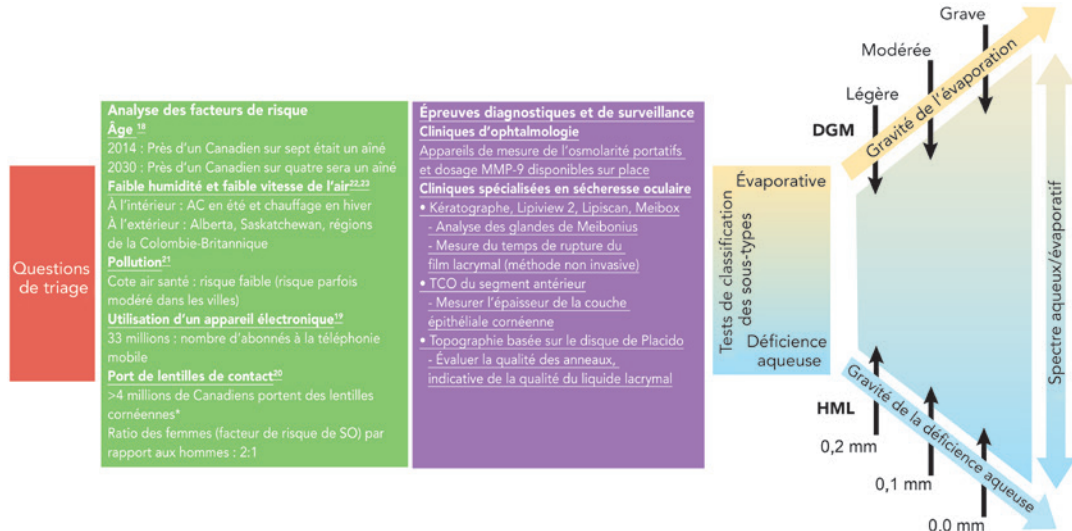 Questions
de triage
Analyse des facteurs de risque
Âge 18
2014 : Près d'un Canadien sur sept était un aîné
2030 : Près d'un Canadien sur quatre sera un aîné
Faible humidité et faible vitesse de l'air22,23
À l'intérieur : AC en été et chauffage en hiver
À l'extérieur : Alberta, Saskatchewan, régions
de la Colombie-Britannique
Pollution21
Cote air santé : risque faible (risque parfois
modéré dans les villes)
Utilisation d'un appareil électronique19
33 millions : nombre d'abonnés à la téléphonie
mobile
Port de lentilles de contact20
>4 millions de Canadiens portent des lentilles
cornéennes*
Ratio des femmes (facteur de risque de SO) par
rapport aux hommes : 2:1
Épreuves diagnostiques et de surveillance
Cliniques d'ophtalmologie
Appareils de mesure de l'osmolarité portatifs
et dosage MMP-9 disponibles sur place
Cliniques spécialisées en sécheresse oculaire
• Kératographe, Lipiview 2, Lipiscan, Meibox
- Analyse des glandes de Meibonius
- Mesure du temps de rupture du
film lacrymal (méthode non invasive)
• TCO du segment antérieur
- Mesurer l'épaisseur de la couche
épithéliale cornéenne
• Topographie basée sur le disque de Placido
- Évaluer la qualité des anneaux,
indicative de la qualité du liquide lacrymal
Tests de classification
des sous-types
Évaporative
Déficience
aqueuse
Grave
Modérée
Légère
DGM
Gravité de l'évaporation
HML
Gravité de la déficience aqueuse
0,2 mm
0,1 mm
0,0 mm
Spectre aqueux/évaporatif